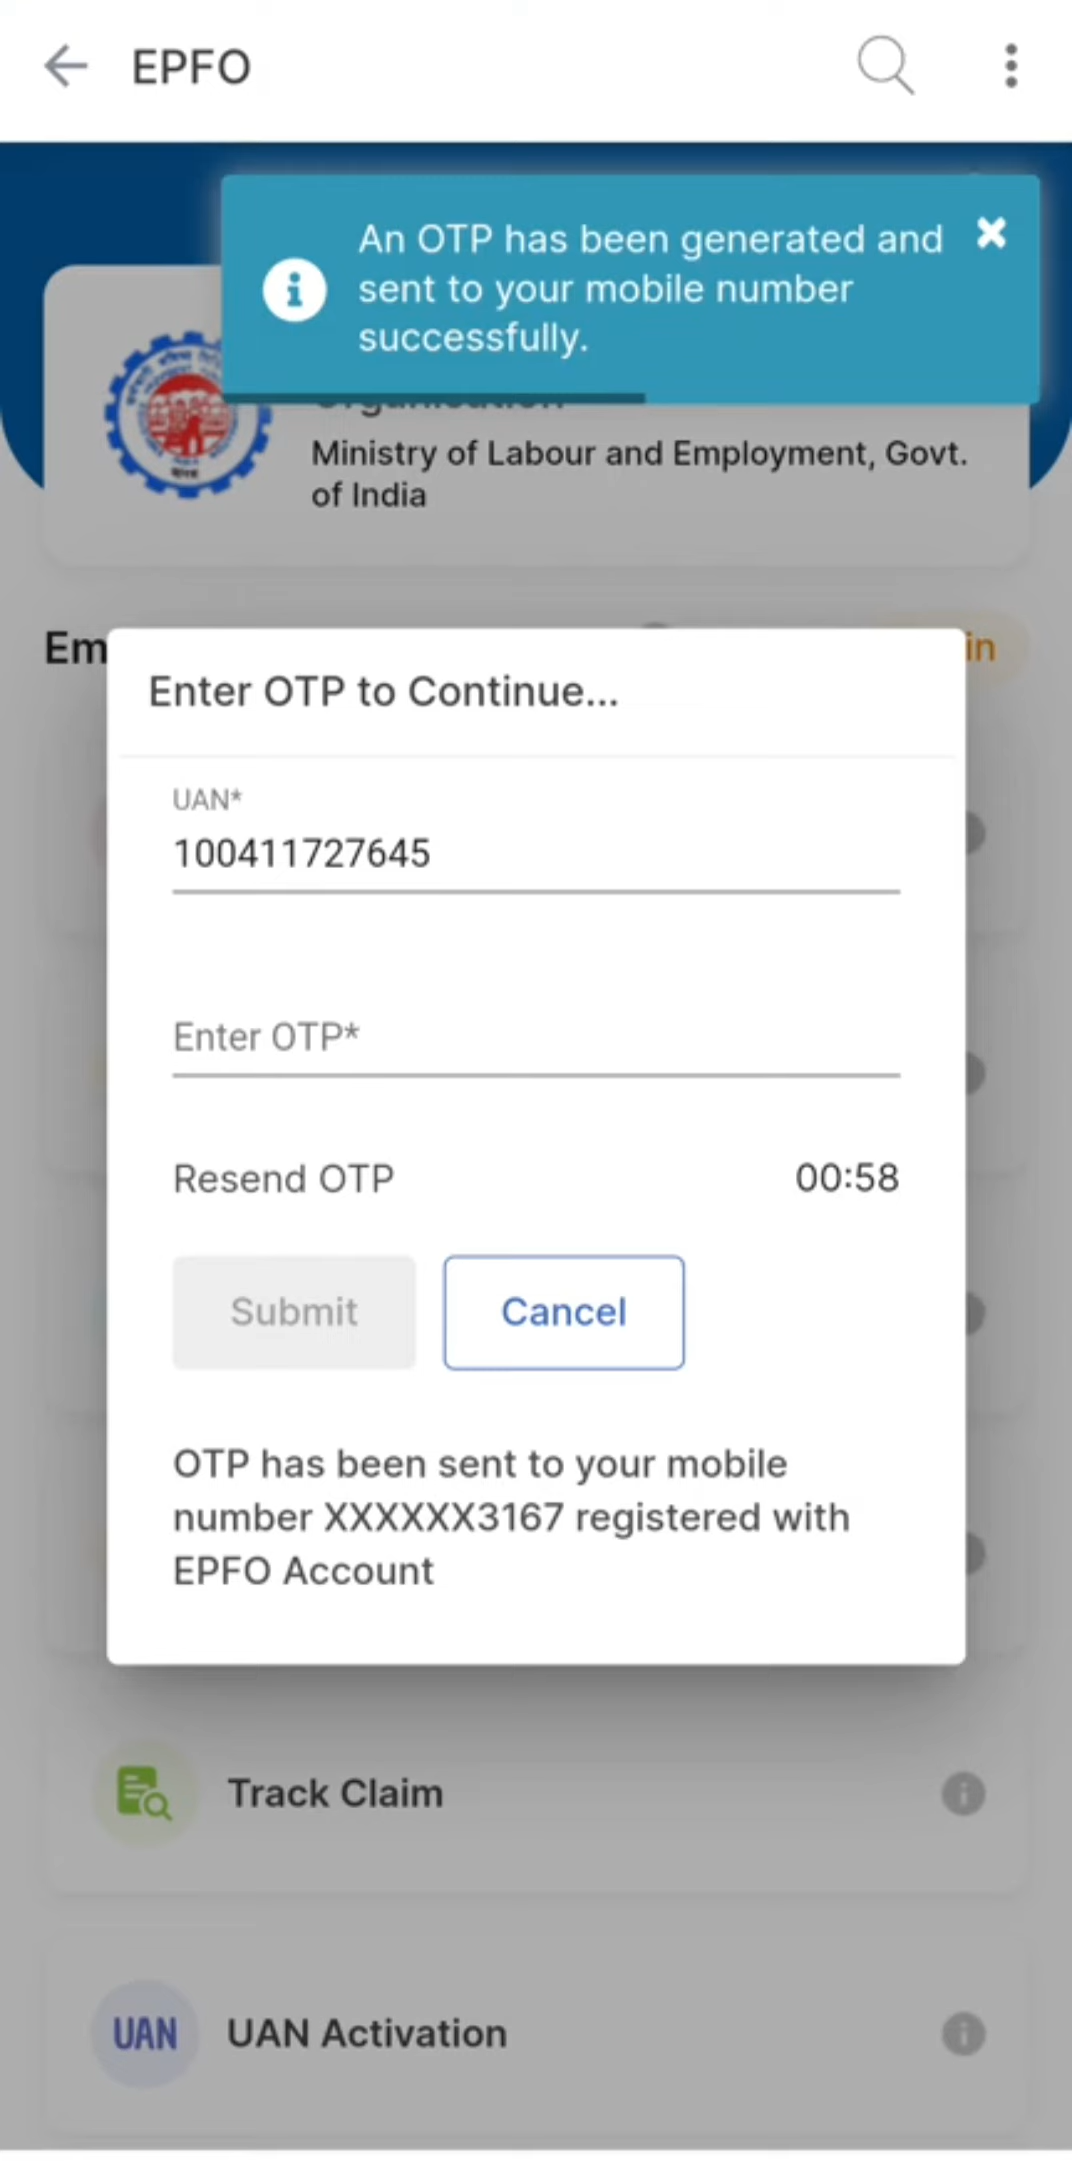 EPFO
An OTP has been generated and
sent to your mobile number
successfully.
Ministry of Labour and Employment, Govt.
of India
Em
in
Enter OTP to Continue...
UAN*
100411727645
Enter OTP*
Resend OTP
00:58
Submit
Cancel
OTP has been sent to your mobile
number XXXXXX3167 registered with
EPFO Account
Track Claim
UAN
UAN Activation